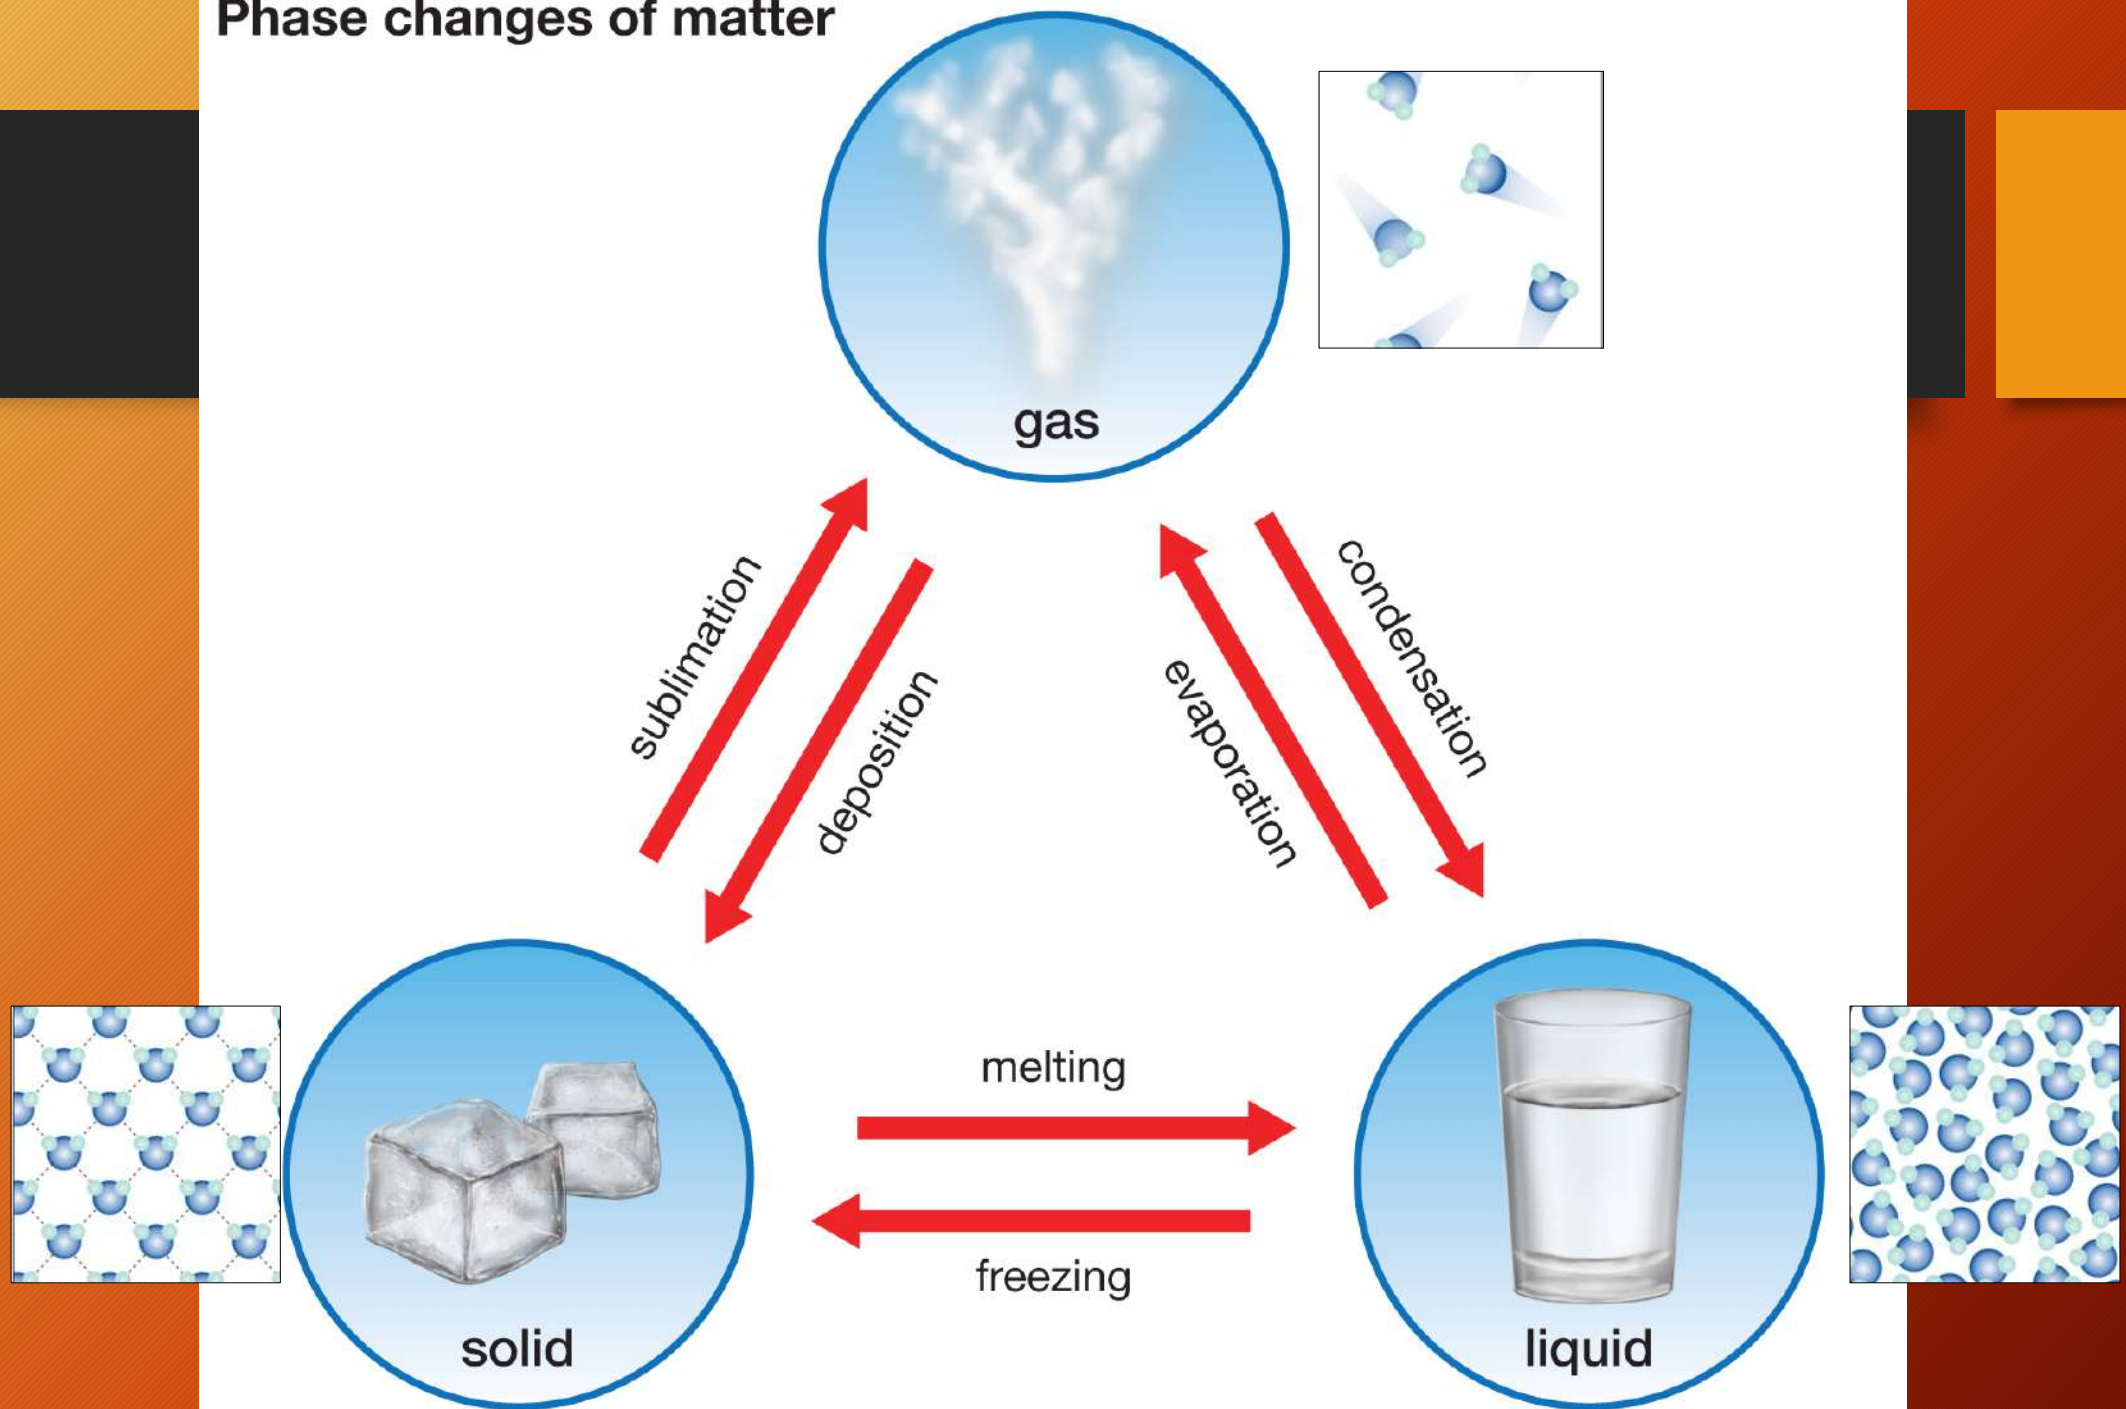 Phase changes of matter
gas
sublimation
deposition
evaporation
condensation
melting
freezing
solid
liquid